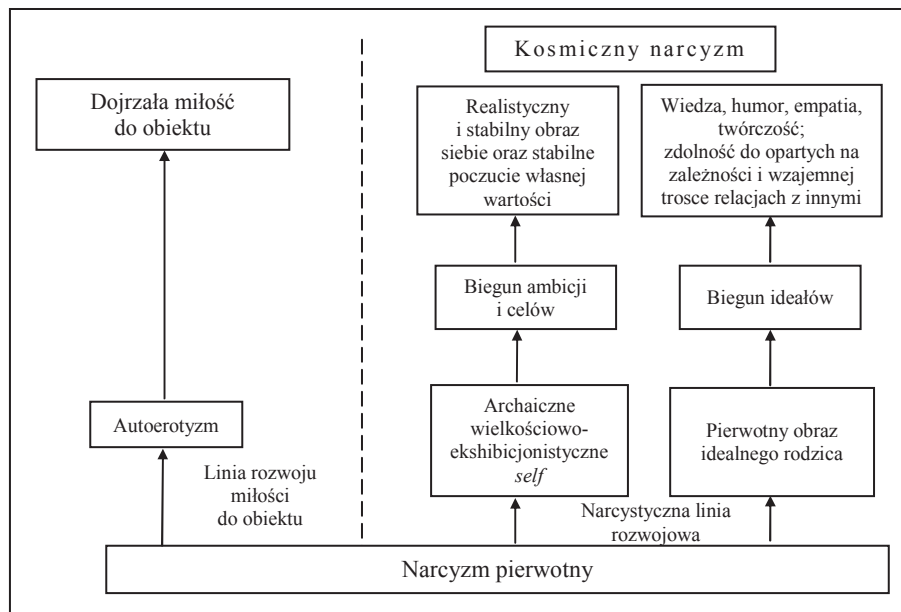 Kosmiczny narcyzm
Dojrzała miłość
do obiektu
Realistyczny
i stabilny obraz
siebie oraz stabilne
poczucie własnej
wartości
Wiedza, humor, empatia,
twórczość;
zdolność do opartych na
zależności i wzajemnej
trosce relacjach z innymi
Biegun ambicji
i celów
Biegun ideałów
Autoerotyzm
Archaiczne
wielkościowo-
ekshibicjonistyczne
self
Pierwotny obraz
idealnego rodzica
Linia rozwoju
miłości
do obiektu
Narcystyczna linia
rozwojowa
Narcyzm pierwotny